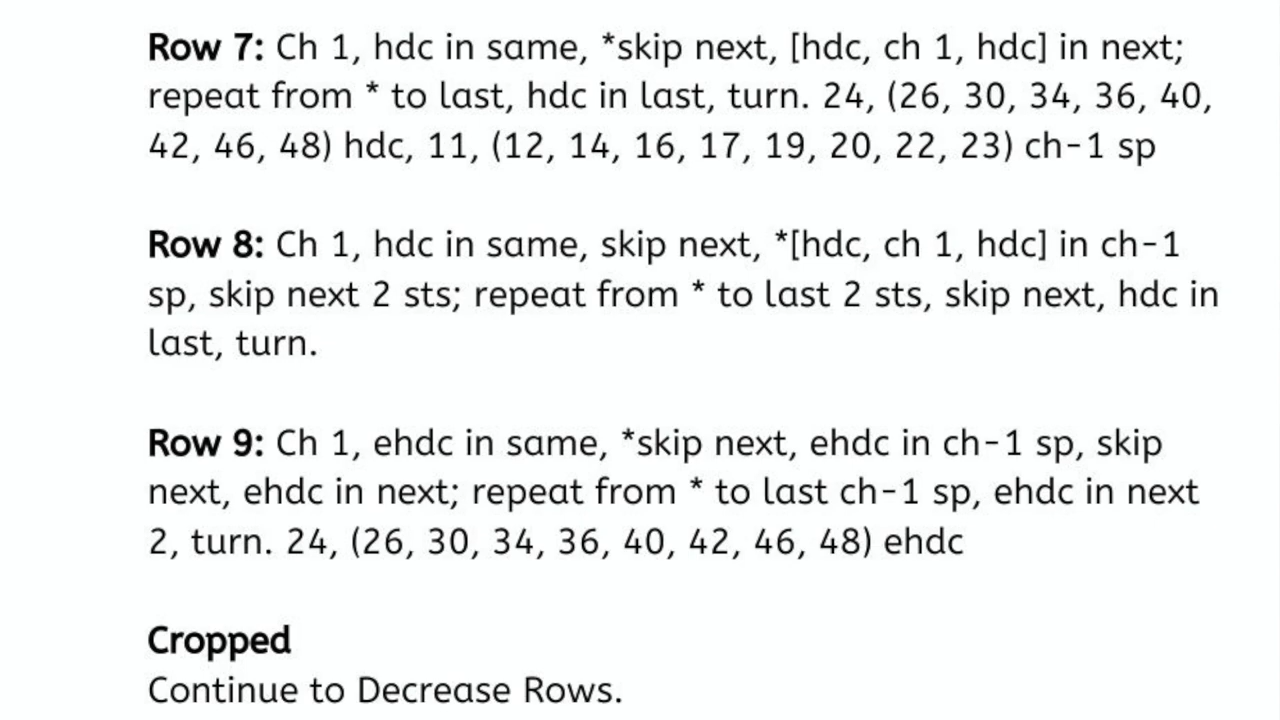 Row 7: Ch 1, hdc in same, *skip next, [hdc, ch 1, hdc] in next;
repeat from * to last, hdc in last, turn. 24, (26, 30, 34, 36, 40,
42, 46, 48) hdc, 11, (12, 14, 16, 17, 19, 20, 22, 23) ch-1 sp
Row 8: Ch 1, hdc in same, skip next, *[hdc, ch 1, hdc] in ch-1
sp, skip next 2 sts; repeat from * to last 2 sts, skip next, hdc in
last, turn.
Row 9: Ch 1, ehdc in same, *skip next, ehdc in ch-1 sp, skip
next, ehdc in next; repeat from * to last ch-1 sp, ehdc in next
2, turn. 24, (26, 30, 34, 36, 40, 42, 46, 48) ehdc
Cropped
Continue to Decrease Rows.